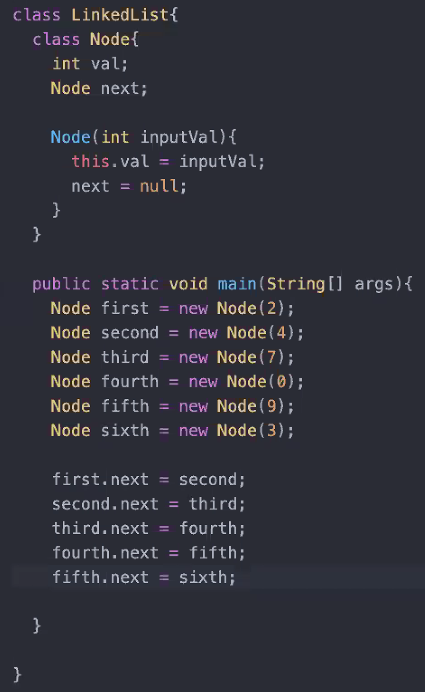 class LinkedList{
  class Node{
    int val;
    Node next;

    Node(int inputVal){
      this.val = inputVal;
      next = null;
    }
  }

  public static void main(String[] args){
    Node first = new Node(2);
    Node second = new Node(4);
    Node third = new Node(7);
    Node fourth = new Node(0);
    Node fifth = new Node(9);
    Node sixth = new Node(3);

    first.next = second;
    second.next = third;
    third.next = fourth;
    fourth.next = fifth;
    fifth.next = sixth;

  }

}